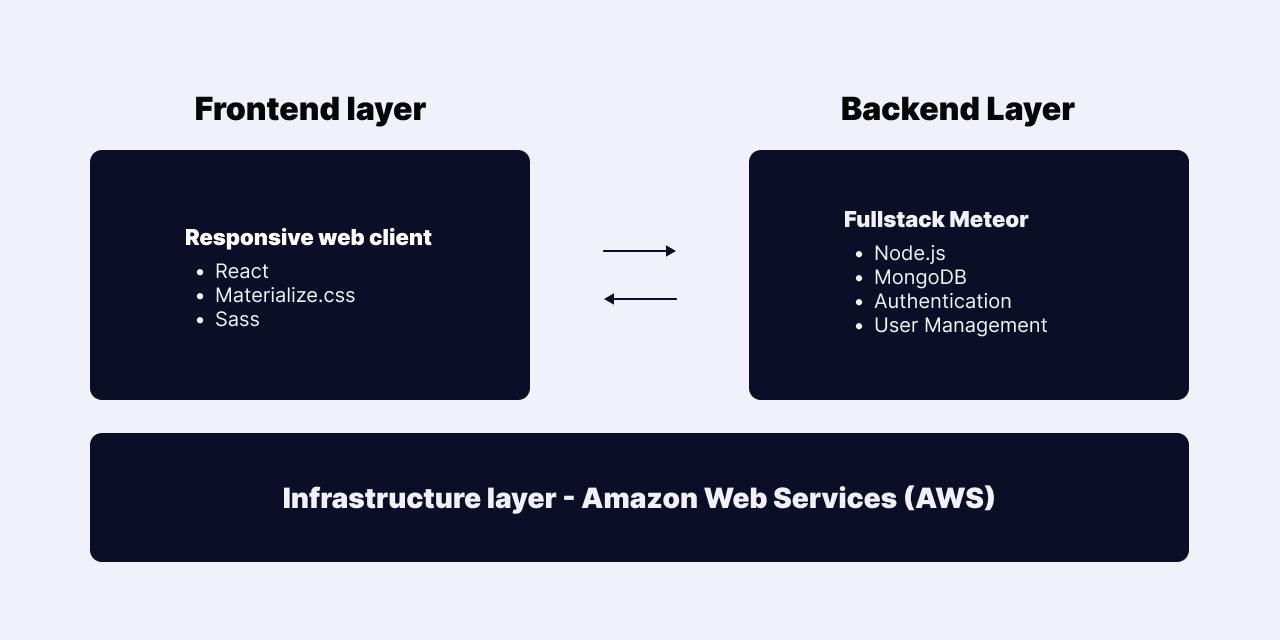 Frontend layer
Backend Layer
Responsive web client
• React
• Materialize.css
• Sass
Fullstack Meteor
• Node.js
• MongoDB
• Authentication
• User Management
Infrastructure layer - Amazon Web Services (AWS)